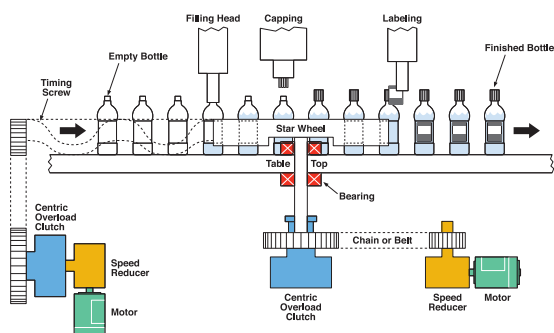 Filling Head
Capping
Labeling
Empty Bottle
Finished Bottle
Timing
Screw
Star Wheel
Table
Top
Bearing
Centric
Overload
Clutch
Speed
Reducer
Motor
Chain or Belt
Centric
Overload
Clutch
Speed
Reducer
Motor